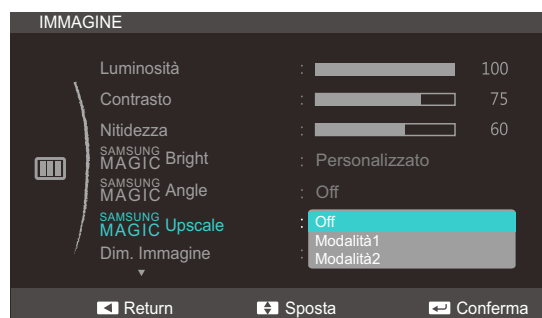 IMMAGINE
Luminosità : 100
Contrasto : 75
Nitidezza : 60
SAMSUNG MAGIC Bright : Personalizzato
SAMSUNG MAGIC Angle : Off
SAMSUNG MAGIC Upscale : Off
Modalità1
Modalità2
Dim. Immagine :
Return Sposta Conferma